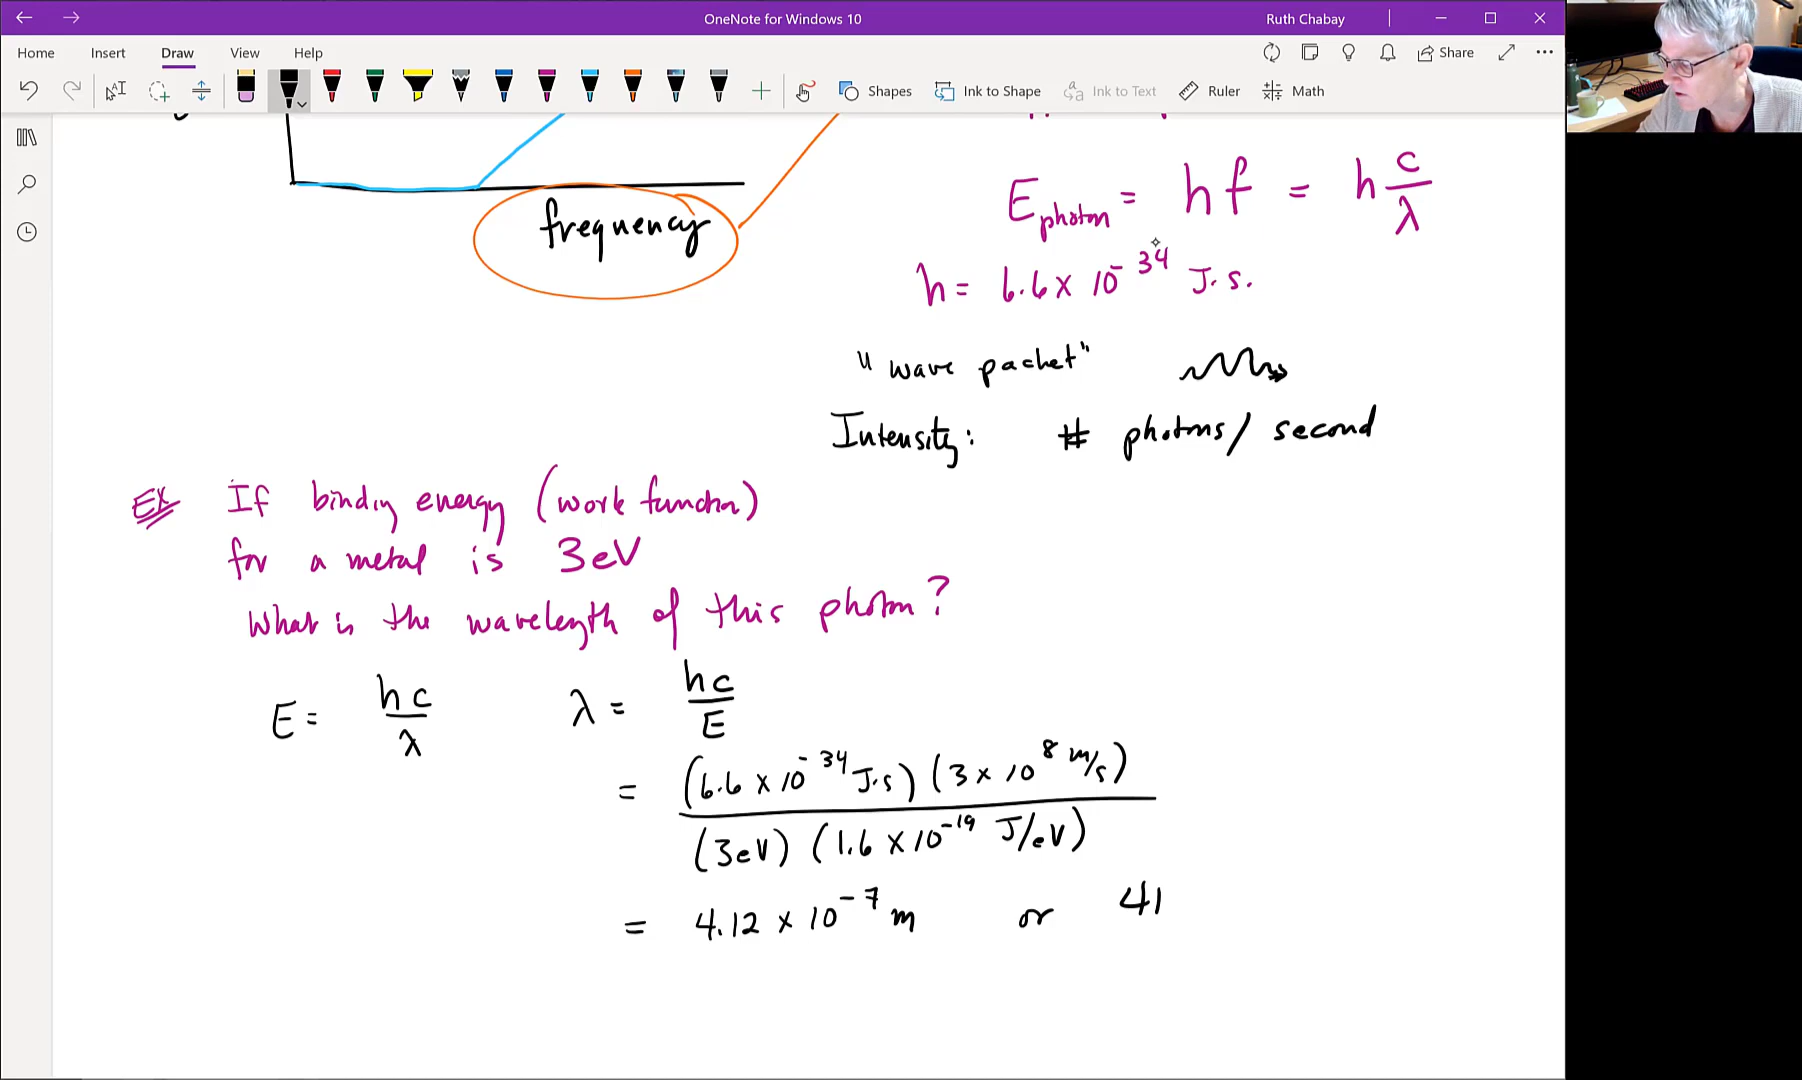 OneNote for Windows 10
Ruth Chabay
Home Insert Draw View Help
Share
Shapes Ink to Shape Ink to Text Ruler Math
frequency
E photon = hf = h c/λ
h = 6.6 x 10^-34 J.s.
"wave packet"
Intensity: # photons/second
EX If bindiy energy (work functn)
for a metal is 3eV
What is the wavelength of this photon?
E = hc/λ λ = hc/E
= (6.6 x 10^-34 J.s) (3 x 10^8 m/s)
(3eV) (1.6 x 10^-19 J/eV)
= 4.12 x 10^-7 m or 41